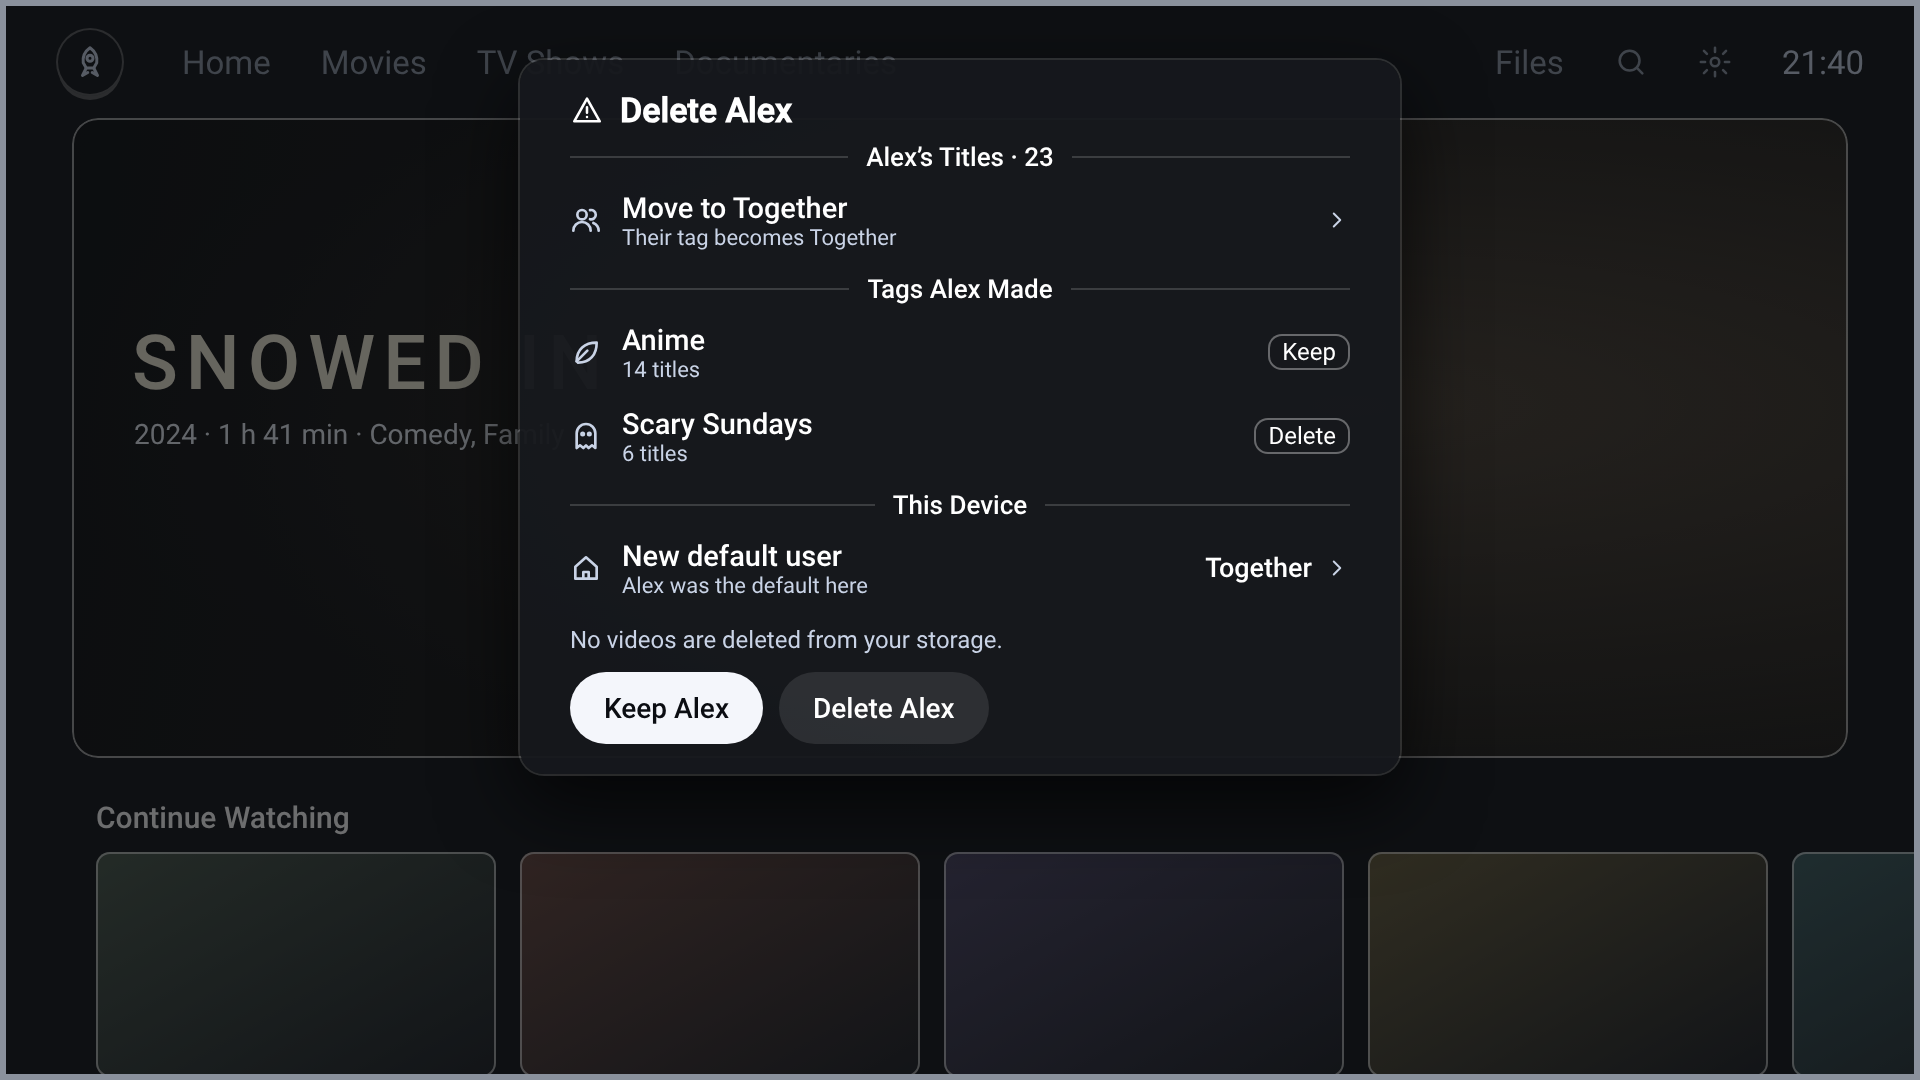 Home Movies TV Shows Documentaries Files 21:40
Delete Alex
Alex’s Titles · 23
Move to Together
Their tag becomes Together
Tags Alex Made
Anime
14 titles
Keep
Scary Sundays
6 titles
Delete
This Device
New default user
Alex was the default here
Together
No videos are deleted from your storage.
Keep Alex Delete Alex
SNOWED IN
2024 · 1 h 41 min · Comedy, Family
Continue Watching